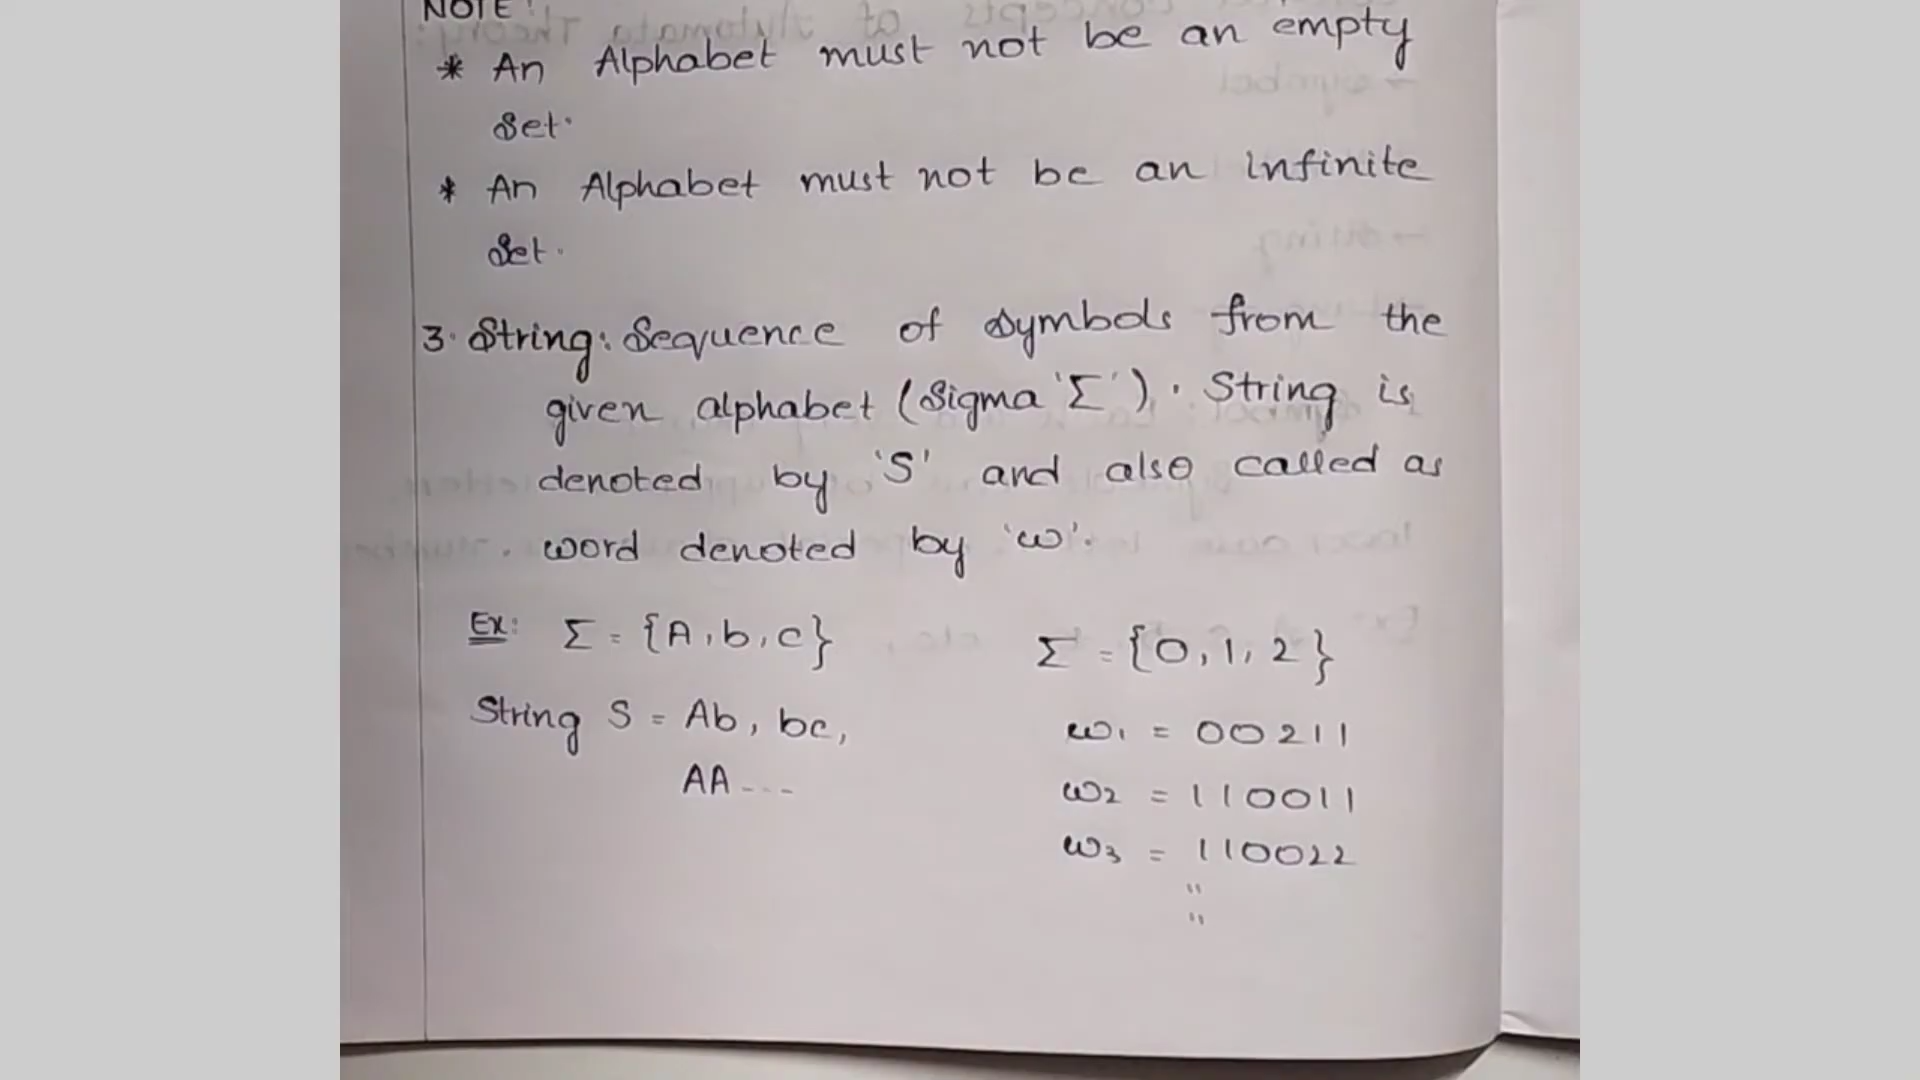 NOTE:
* An Alphabet must not be an empty
Set.
* An Alphabet must not be an infinite
Set.
3. String: Sequence of symbols from the
given alphabet (Sigma 'Σ'). String is
denoted by 'S' and also called as
word denoted by 'ω'.
Ex: Σ = {A, b, c}
String S = Ab, bc,
AA ---
Σ = {0, 1, 2}
ω1 = 00211
ω2 = 110011
ω3 = 110022
"
"